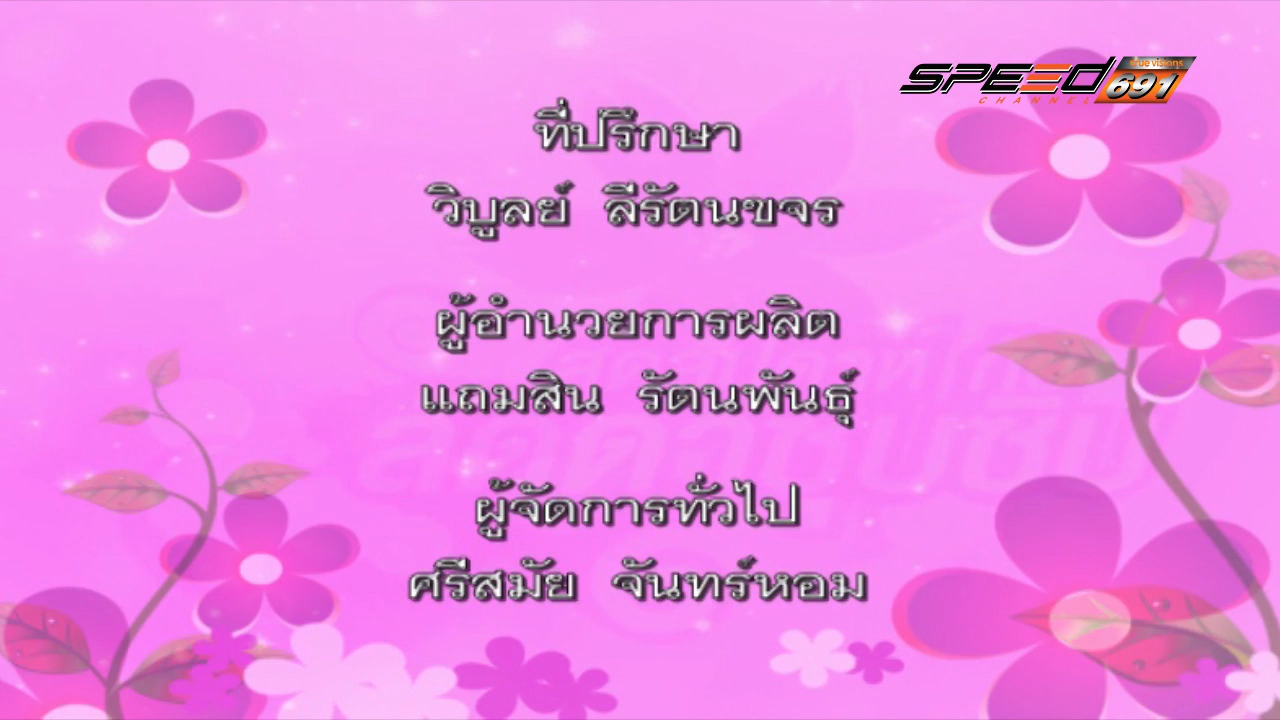 SPEED
CHANNEL
true visions
691
ที่ปรึกษา
วิบูลย์ ลีรัตนขจร
ผู้อำนวยการผลิต
แถมสิน รัตนพันธุ์
ผู้จัดการทั่วไป
ศรีสมัย จันทร์หอม